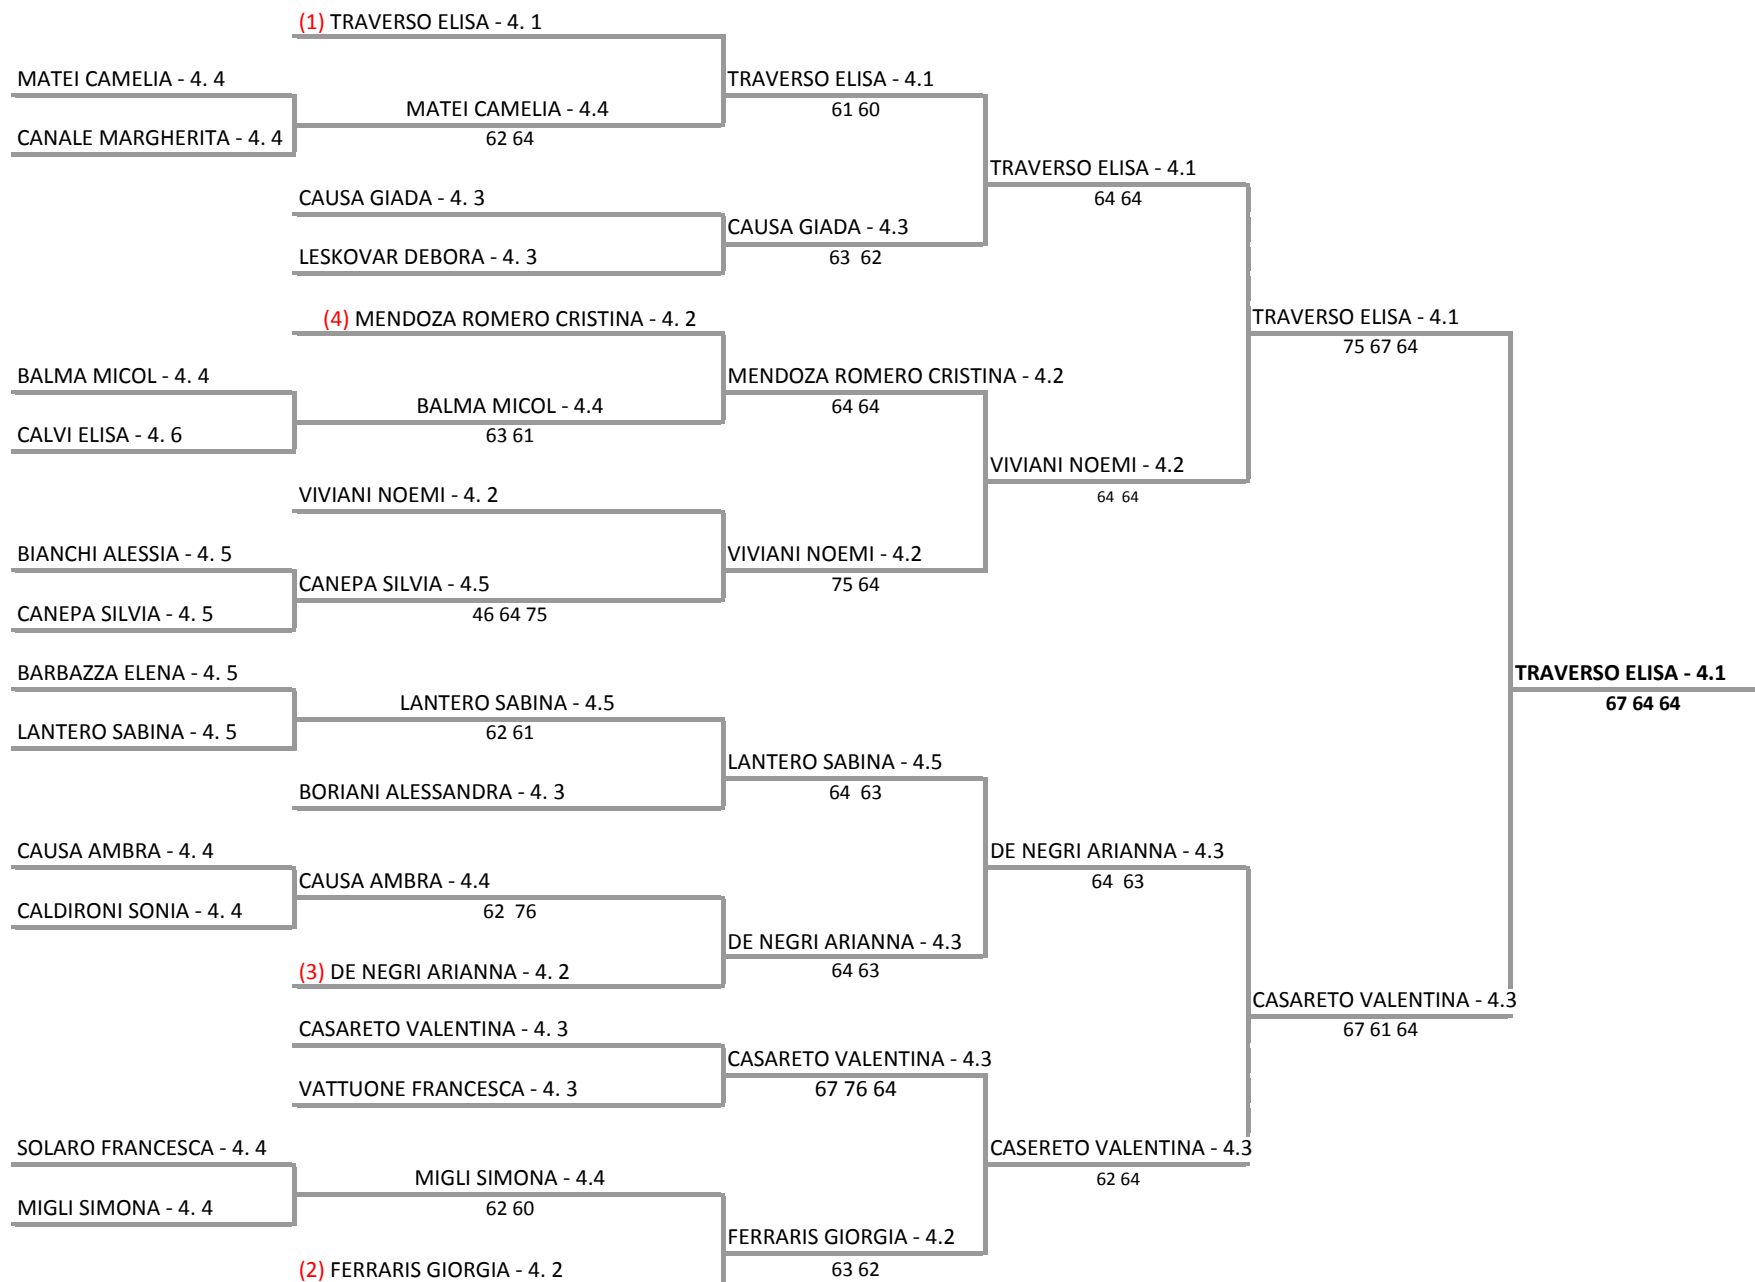 (1) TRAVERSO ELISA - 4. 1
MATEI CAMELIA - 4. 4
TRAVERSO ELISA - 4.1
MATEI CAMELIA - 4.4
61 60
CANALE MARGHERITA - 4. 4
62 64
TRAVERSO ELISA - 4.1
64 64
CAUSA GIADA - 4. 3
CAUSA GIADA - 4.3
LESKOVAR DEBORA - 4. 3
63 62
(4) MENDOZA ROMERO CRISTINA - 4. 2
TRAVERSO ELISA - 4.1
75 67 64
BALMA MICOL - 4. 4
MENDOZA ROMERO CRISTINA - 4.2
BALMA MICOL - 4.4
64 64
CALVI ELISA - 4. 6
63 61
VIVIANI NOEMI - 4.2
64 64
VIVIANI NOEMI - 4. 2
BIANCHI ALESSIA - 4. 5
VIVIANI NOEMI - 4.2
CANEPA SILVIA - 4.5
75 64
CANEPA SILVIA - 4. 5
46 64 75
BARBAZZA ELENA - 4. 5
TRAVERSO ELISA - 4.1
LANTERO SABINA - 4.5
67 64 64
LANTERO SABINA - 4. 5
62 61
LANTERO SABINA - 4.5
BORIANI ALESSANDRA - 4. 3
64 63
CAUSA AMBRA - 4. 4
DE NEGRI ARIANNA - 4.3
CAUSA AMBRA - 4.4
64 63
CALDIRONI SONIA - 4. 4
62 76
DE NEGRI ARIANNA - 4.3
(3) DE NEGRI ARIANNA - 4. 2
64 63
CASARETO VALENTINA - 4.3
CASARETO VALENTINA - 4. 3
67 61 64
CASARETO VALENTINA - 4.3
VATTUONE FRANCESCA - 4. 3
67 76 64
SOLARO FRANCESCA - 4. 4
CASERETO VALENTINA - 4.3
MIGLI SIMONA - 4.4
62 64
MIGLI SIMONA - 4. 4
62 60
FERRARIS GIORGIA - 4.2
(2) FERRARIS GIORGIA - 4. 2
63 62